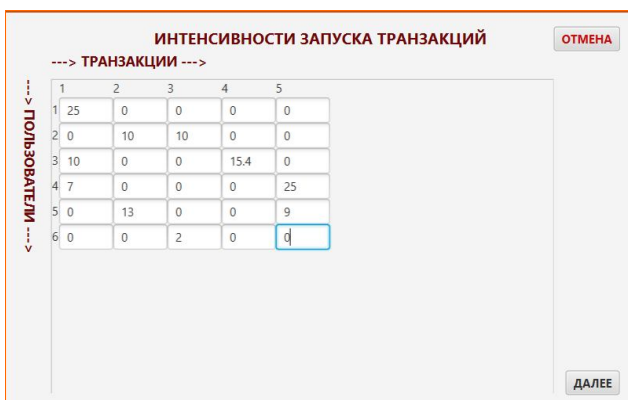 ИНТЕНСИВНОСТИ ЗАПУСКА ТРАНЗАКЦИЙ
ОТМЕНА
---> ТРАНЗАКЦИИ --->
---> ПОЛЬЗОВАТЕЛИ --->
1 2 3 4 5
1 25 0 0 0 0
2 0 10 10 0 0
3 10 0 0 15.4 0
4 7 0 0 0 25
5 0 13 0 0 9
6 0 0 2 0 0
ДАЛЕЕ